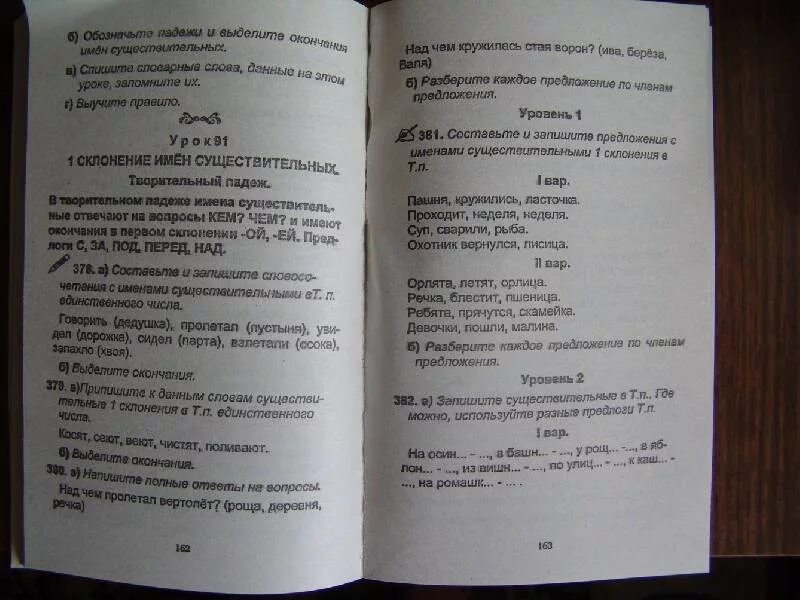 б) Обозначьте падежи и выделите окончания
имён существительных.
в) Спишите словарные слова, данные на этом
уроке, запомните их.
г) Выучите правило.
Урок 91
1 СКЛОНЕНИЕ ИМЁН СУЩЕСТВИТЕЛЬНЫХ.
Творительный падеж.
В творительном падеже имена существитель-
ные отвечают на вопросы КЕМ? ЧЕМ? и имеют
окончания в первом склонении -ОЙ, -ЕЙ. Пред-
логи С, ЗА, ПОД, ПЕРЕД, НАД.
378. а) Составьте и запишите словосо-
четания с именами существительными в Т. п.
единственного числа.
Говорить (дедушка), пролетал (пустыня), уви-
дел (дорожка), сидел (парта), взлетали (осока),
запахло (хвоя).
б) Выделите окончания.
379. а) Припишите к данным словам существи-
тельные 1 склонения в Т.п. единственного
числа.
Косят, сеют, веют, чистят, поливают.
б) Выделите окончания.
380. а) Напишите полные ответы на вопросы.
Над чем пролетал вертолёт? (роща, деревня,
речка)
162
Над чем кружилась стая ворон? (ива, берёза,
Валя)
б) Разберите каждое предложение по членам
предложения.
Уровень 1
381. Составьте и запишите предложения с
именами существительными 1 склонения в
Т.п.
I вар.
Пашня, кружились, ласточка.
Проходит, неделя, неделя.
Суп, сварили, рыба.
Охотник вернулся, лисица.
II вар.
Орлята, летят, орлица.
Речка, блестит, пшеница.
Ребята, прячутся, скамейка.
Девочки, пошли, малина.
б) Разберите каждое предложение по членам
предложения.
Уровень 2
382. а) Запишите существительные в Т.п.. Где
можно, используйте разные предлоги Т.п.
I вар.
На осин... - ..., в башн... - ..., у рощ... - ..., в яб-
лон... - ..., из вишн... - ..., по улиц... - ..., к каш... -
..., на ромашк... - ... .
163